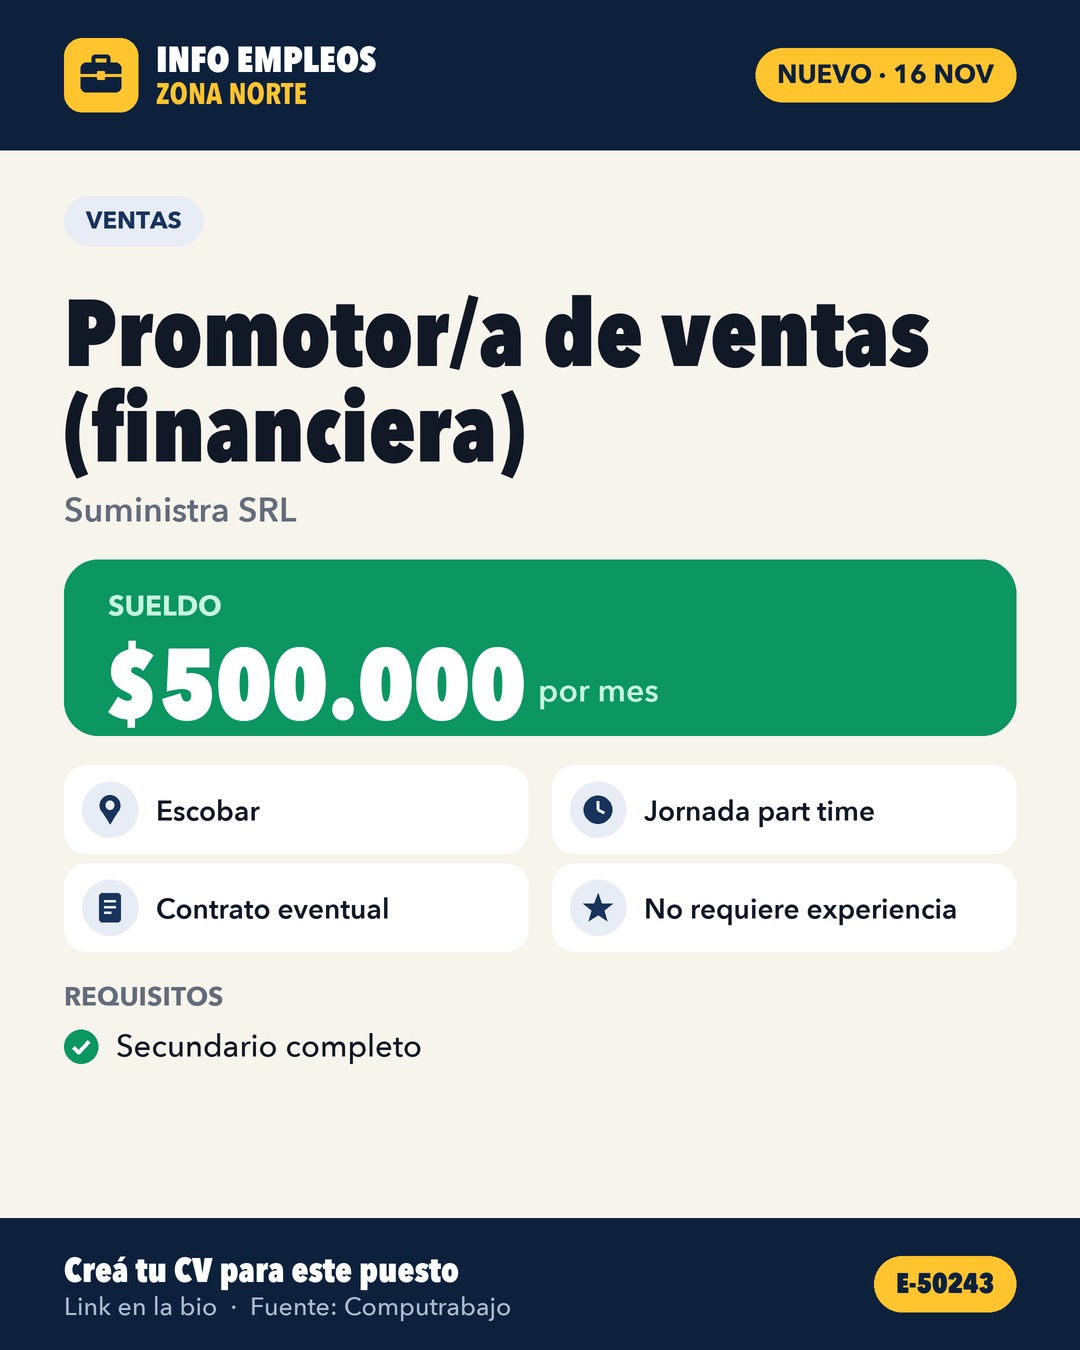 INFO EMPLEOS
ZONA NORTE
NUEVO · 16 NOV
VENTAS
Promotor/a de ventas
(financiera)
Suministra SRL
SUELDO
$500.000 por mes
Escobar
Jornada part time
Contrato eventual
No requiere experiencia
REQUISITOS
Secundario completo
Creá tu CV para este puesto
Link en la bio · Fuente: Computrabajo
E-50243